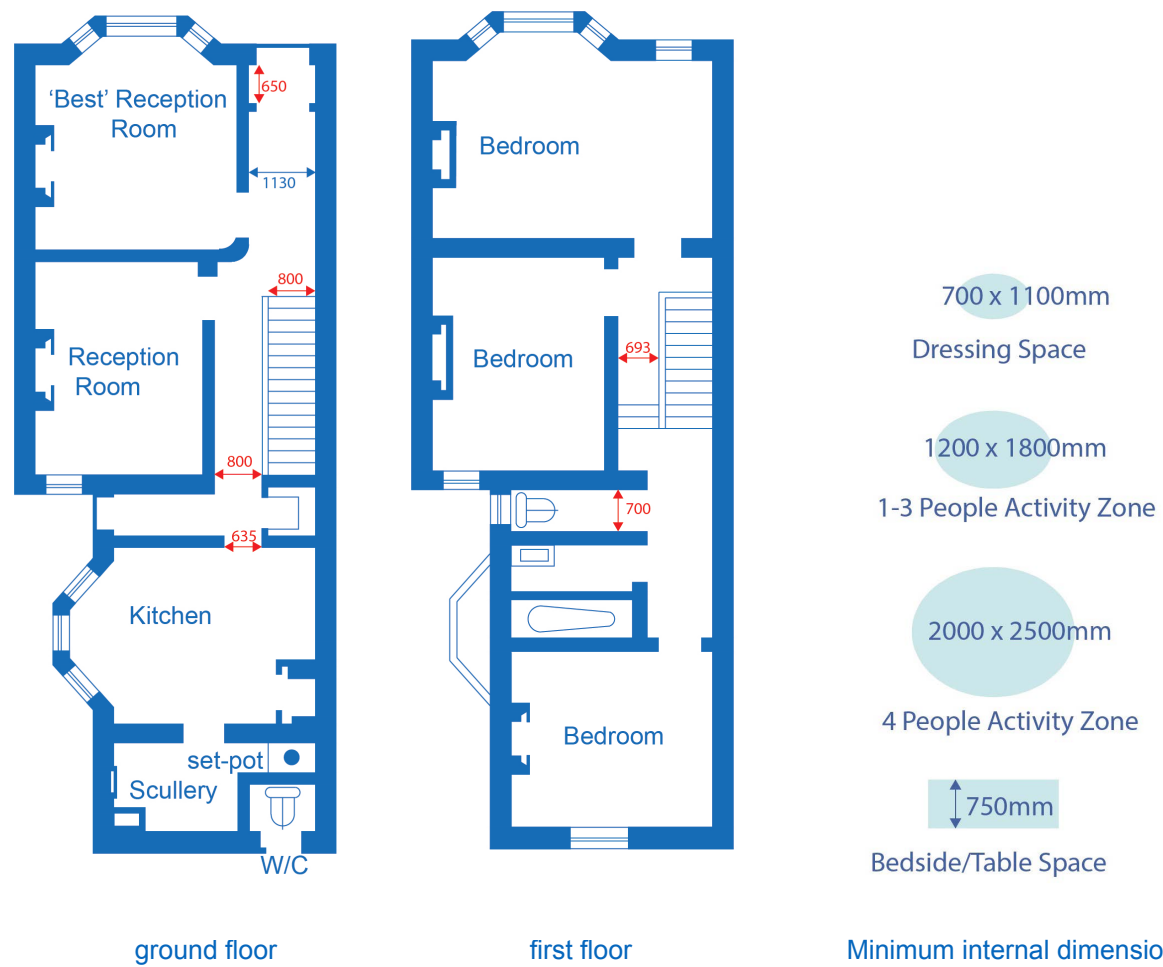 'Best' Reception
Room
650
1130
800
Reception
Room
800
635
Kitchen
set-pot
Scullery
W/C
ground floor
Bedroom
Bedroom
693
700
Bedroom
first floor
700 x 1100mm
Dressing Space
1200 x 1800mm
1-3 People Activity Zone
2000 x 2500mm
4 People Activity Zone
750mm
Bedside/Table Space
Minimum internal dimensio